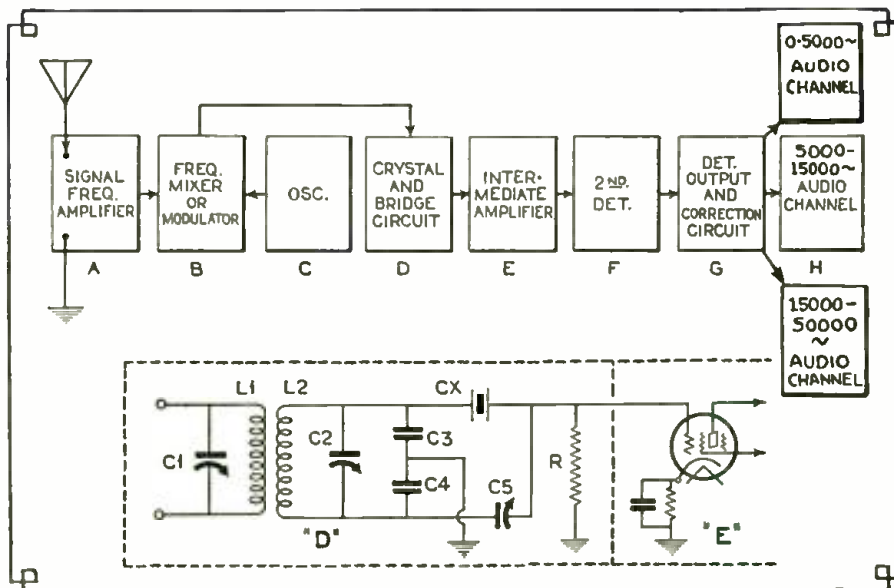 0-5000~
AUDIO
CHANNEL
SIGNAL
FREQ.
AMPLIFIER
A
FREQ.
MIXER
OR
MODULATOR
B
OSC.
C
CRYSTAL
AND
BRIDGE
CIRCUIT
D
INTER-
MEDIATE
AMPLIFIER
E
2ND.
DET.
F
DET.
OUTPUT
AND
CORRECTION
CIRCUIT
G
5000-
15000~
AUDIO
CHANNEL
H
15000-
50000
~
AUDIO
CHANNEL
L1 L2 CX
C1 C2 C3
C4 C5 R
"D" "E"